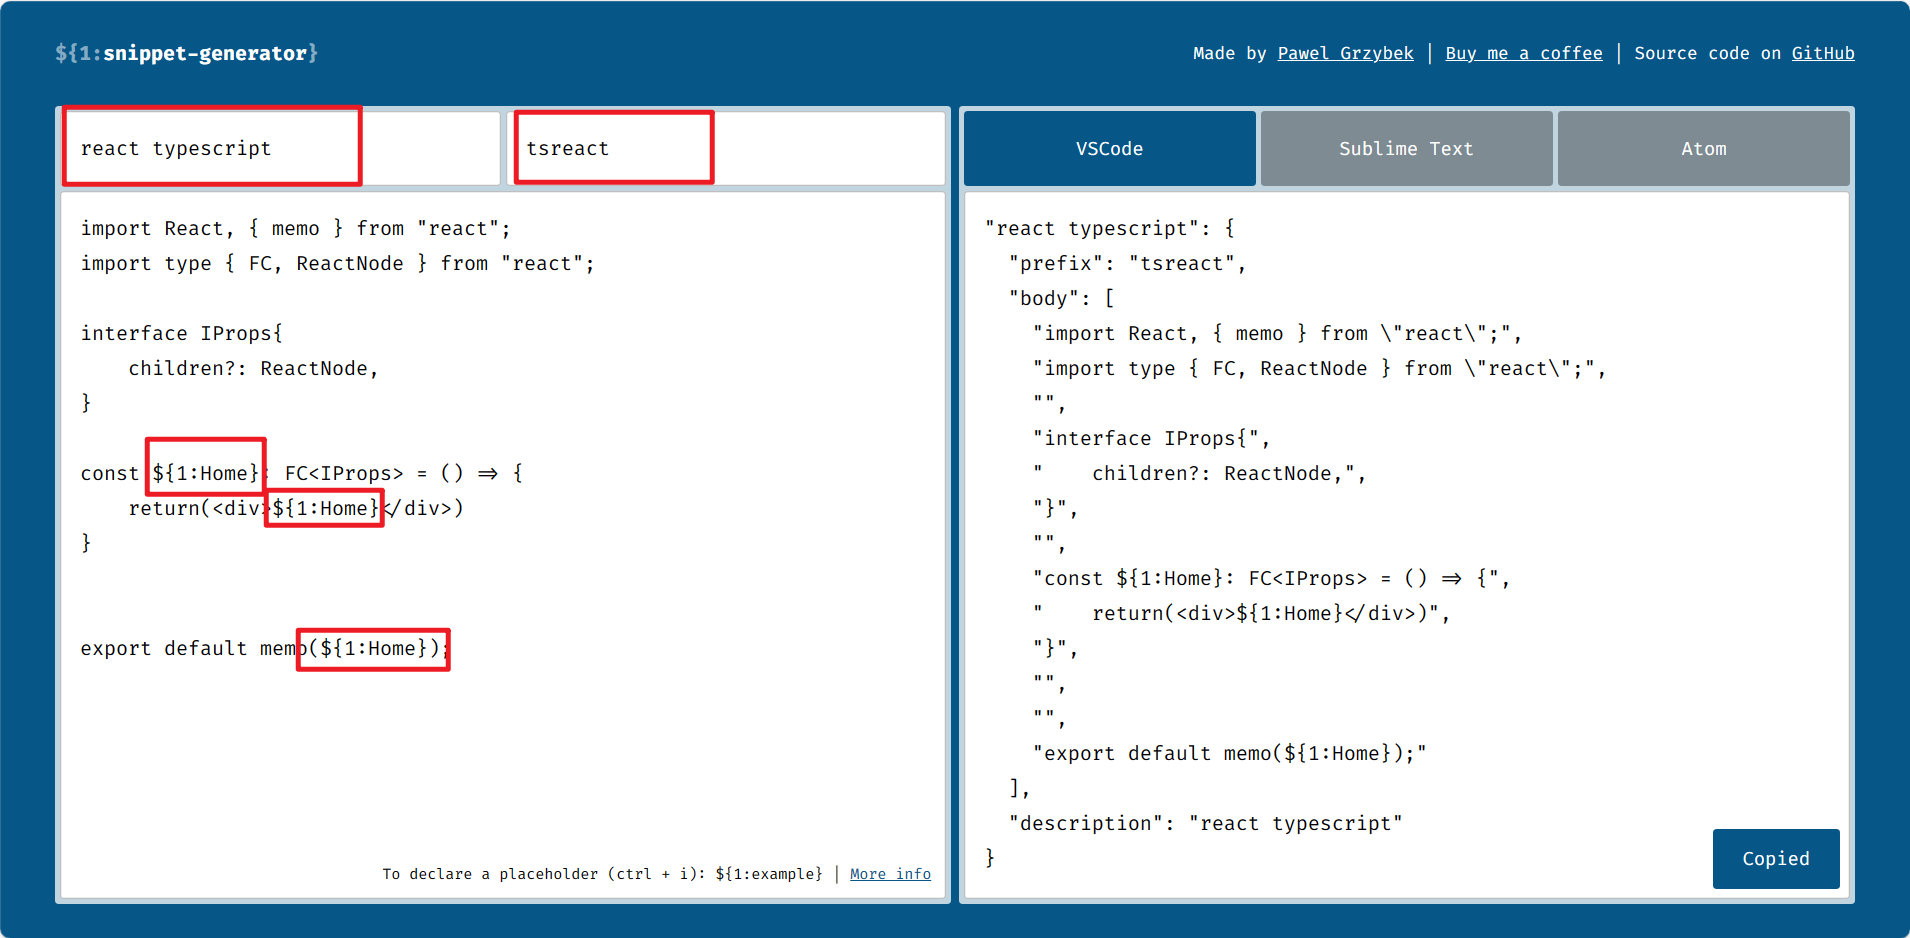 ${1:snippet-generator}
Made by Pawel Grzybek | Buy me a coffee | Source code on GitHub
react typescript
tsreact
import React, { memo } from "react";
import type { FC, ReactNode } from "react";

interface IProps{
    children?: ReactNode,
}

const ${1:Home}: FC<IProps> = () => {
    return(<div>${1:Home}</div>)
}


export default memo(${1:Home});
To declare a placeholder (ctrl + i): ${1:example} | More info
VSCode
Sublime Text
Atom
"react typescript": {
  "prefix": "tsreact",
  "body": [
    "import React, { memo } from \"react\";",
    "import type { FC, ReactNode } from \"react\";",
    "",
    "interface IProps{",
    "    children?: ReactNode,",
    "}",
    "",
    "const ${1:Home}: FC<IProps> = () => {",
    "    return(<div>${1:Home}</div>)",
    "}",
    "",
    "",
    "export default memo(${1:Home});"
  ],
  "description": "react typescript"
}
Copied